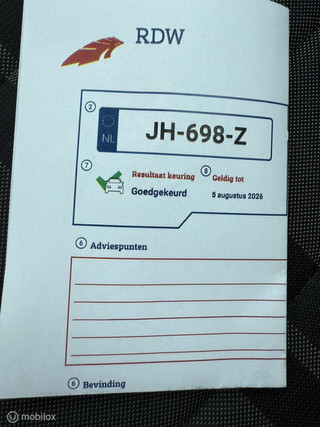 RDW
2
NL
JH-698-Z
7
Resultaat keuring
8
Geldig tot
Goedgekeurd
5 augustus 2026
6 Adviespunten
6 Bevinding
© mobilox